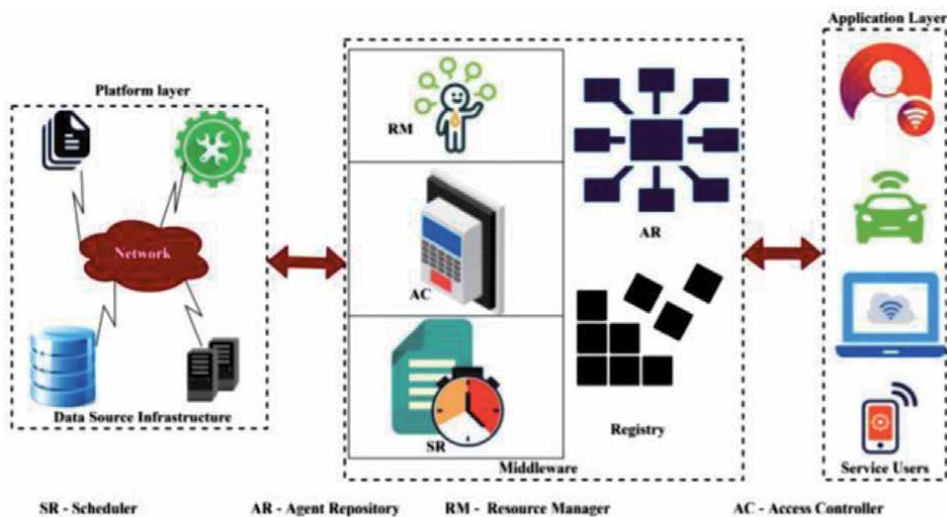 Application Layer
Platform layer
RM
Network
AR
AC
Data Source Infrastructure
SR
Registry
Middleware
Service Users
SR - Scheduler AR - Agent Repository RM - Resource Manager AC - Access Controller